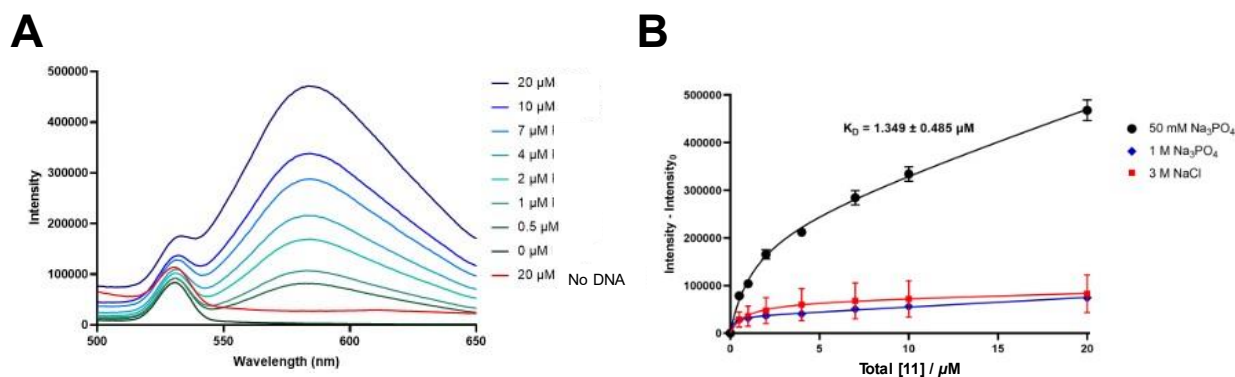 A
Intensity
500000
400000
300000
200000
100000
0
500
550
600
650
Wavelength (nm)
20 µM
10 µM
7 µM l
4 µM l
2 µM l
1 µM l
0.5 µM
0 µM
20 µM No DNA
B
Intensity - Intensity₀
500000
400000
300000
200000
100000
0
K_D = 1.349 ± 0.485 µM
0
5
10
15
20
Total [11] / µM
50 mM Na₃PO₄
1 M Na₃PO₄
3 M NaCl